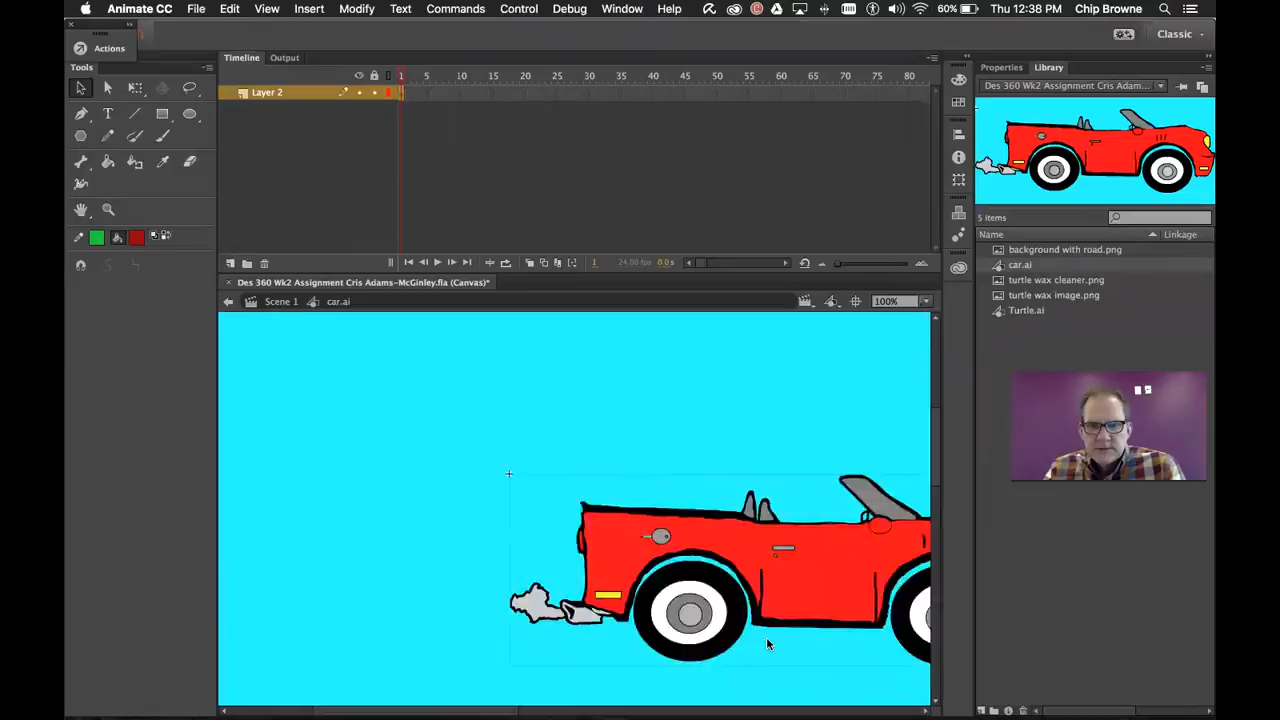 Animate CC File Edit View Insert Modify Text Commands Control Debug Window Help 60% Thu 12:38 PM Chip Browne
Actions
Classic
Tools
Timeline Output
Properties Library
1 5 10 15 20 25 30 35 40 45 50 55 60 65 70 75 80
Des 360 Wk2 Assignment Cris Adam...
Layer 2
5 items
Name Linkage
background with road.png
car.ai
turtle wax cleaner.png
turtle wax image.png
Turtle.ai
1 24.00 fps 0.0 s
Des 360 Wk2 Assignment Cris Adams-McGinley.fla (Canvas)*
Scene 1 car.ai 100%